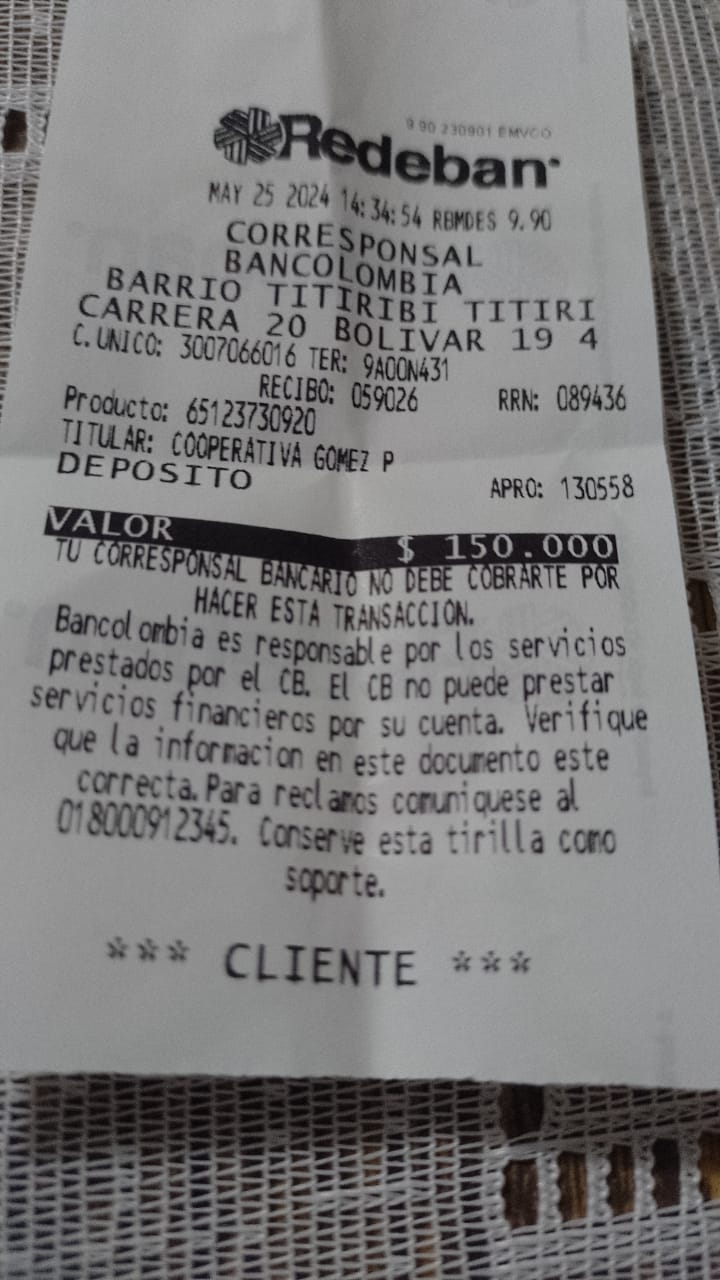 9.90 230901 EMVCO
Redeban
MAY 25 2024 14:34:54 RBMDES 9.90
CORRESPONSAL
BANCOLOMBIA
BARRIO TITIRIBI TITIRI
CARRERA 20 BOLIVAR 19 4
C.UNICO: 3007066016 TER: 9A00N431
RECIBO: 059026 RRN: 089436
Producto: 65123730920
TITULAR: COOPERATIVA GOMEZ P
DEPOSITO APRO: 130558
VALOR $ 150.000
TU CORRESPONSAL BANCARIO NO DEBE COBRARTE POR
HACER ESTA TRANSACCIÓN.
Bancolombia es responsable por los servicios
prestados por el CB. El CB no puede prestar
servicios financieros por su cuenta. Verifique
que la informacion en este documento este
correcta.Para reclamos comuniquese al
018000912345. Conserve esta tirilla como
soporte.
*** CLIENTE ***